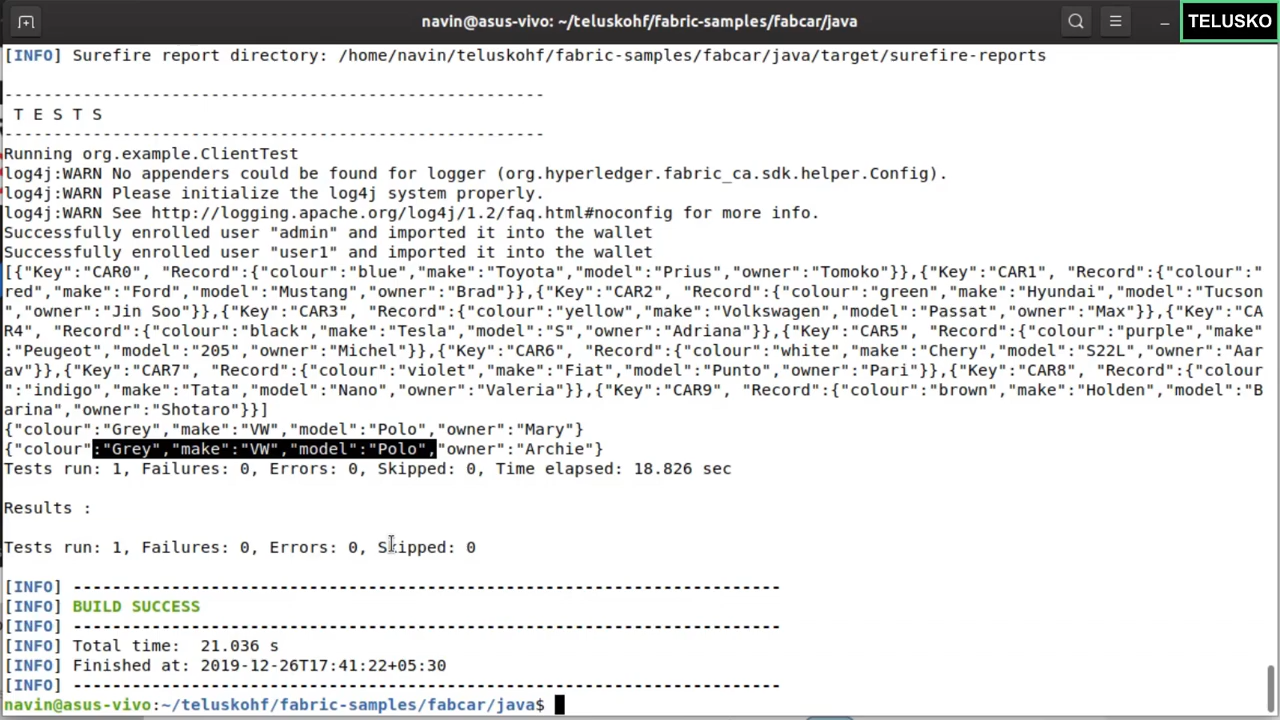 navin@asus-vivo: ~/teluskohf/fabric-samples/fabcar/java
TELUSKO
[INFO] Surefire report directory: /home/navin/teluskohf/fabric-samples/fabcar/java/target/surefire-reports
-------------------------------------------------------
T E S T S
-------------------------------------------------------
Running org.example.ClientTest
log4j:WARN No appenders could be found for logger (org.hyperledger.fabric_ca.sdk.helper.Config).
log4j:WARN Please initialize the log4j system properly.
log4j:WARN See http://logging.apache.org/log4j/1.2/faq.html#noconfig for more info.
Successfully enrolled user "admin" and imported it into the wallet
Successfully enrolled user "user1" and imported it into the wallet
[{"Key":"CAR0", "Record":{"colour":"blue","make":"Toyota","model":"Prius","owner":"Tomoko"}},{"Key":"CAR1", "Record":{"colour":"
red","make":"Ford","model":"Mustang","owner":"Brad"}},{"Key":"CAR2", "Record":{"colour":"green","make":"Hyundai","model":"Tucson
","owner":"Jin Soo"}},{"Key":"CAR3", "Record":{"colour":"yellow","make":"Volkswagen","model":"Passat","owner":"Max"}},{"Key":"CA
R4", "Record":{"colour":"black","make":"Tesla","model":"S","owner":"Adriana"}},{"Key":"CAR5", "Record":{"colour":"purple","make"
:"Peugeot","model":"205","owner":"Michel"}},{"Key":"CAR6", "Record":{"colour":"white","make":"Chery","model":"S22L","owner":"Aar
av"}},{"Key":"CAR7", "Record":{"colour":"violet","make":"Fiat","model":"Punto","owner":"Pari"}},{"Key":"CAR8", "Record":{"colour
":"indigo","make":"Tata","model":"Nano","owner":"Valeria"}},{"Key":"CAR9", "Record":{"colour":"brown","make":"Holden","model":"B
arina","owner":"Shotaro"}}]
{"colour":"Grey","make":"VW","model":"Polo","owner":"Mary"}
{"colour":"Grey","make":"VW","model":"Polo","owner":"Archie"}
Tests run: 1, Failures: 0, Errors: 0, Skipped: 0, Time elapsed: 18.826 sec
Results :
Tests run: 1, Failures: 0, Errors: 0, Skipped: 0
[INFO] ------------------------------------------------------------------------
[INFO] BUILD SUCCESS
[INFO] ------------------------------------------------------------------------
[INFO] Total time:  21.036 s
[INFO] Finished at: 2019-12-26T17:41:22+05:30
[INFO] ------------------------------------------------------------------------
navin@asus-vivo:~/teluskohf/fabric-samples/fabcar/java$